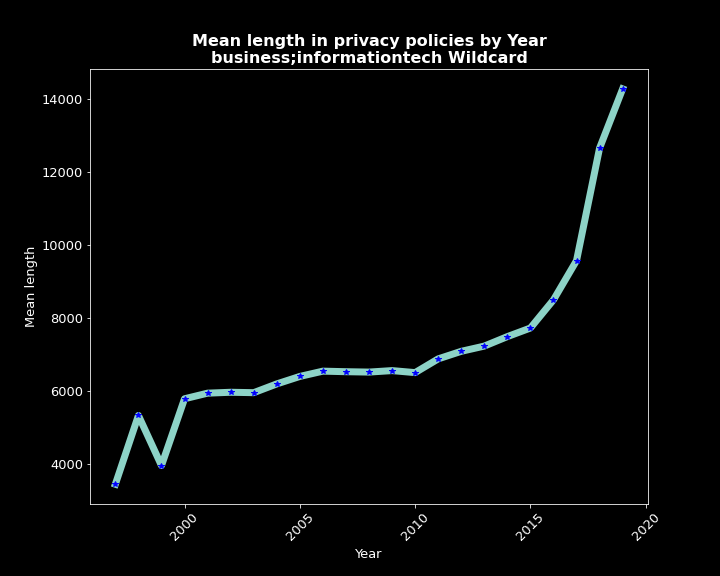 Mean length in privacy policies by Year
business;informationtech Wildcard
14000
12000
10000
8000
6000
4000
Mean length
2000
2005
2010
2015
2020
Year